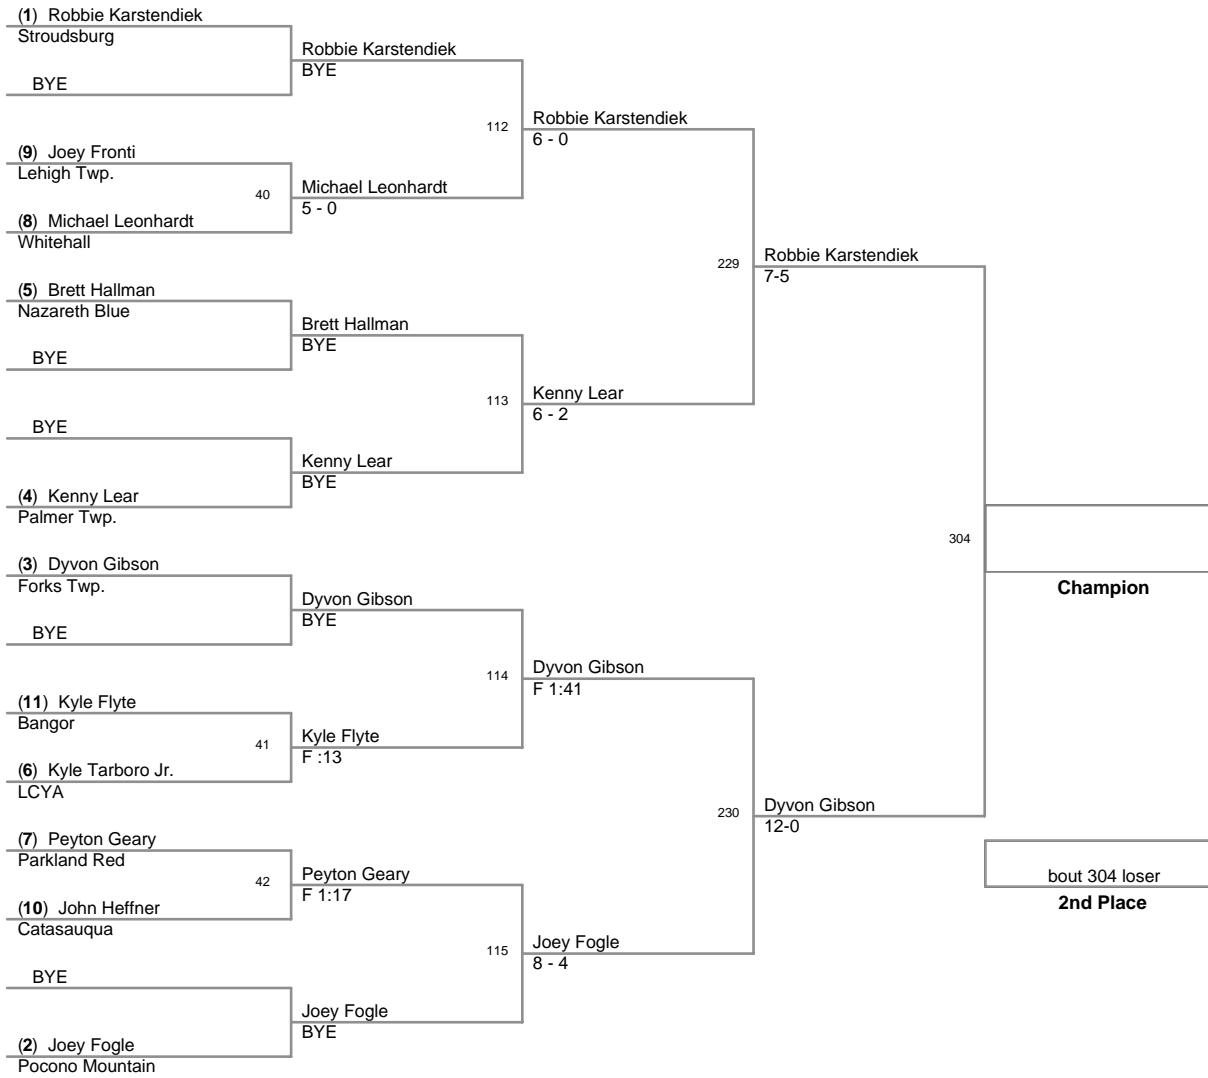 (1) Robbie Karstendiek
Stroudsburg
BYE
(9) Joey Fronti
Lehigh Twp.
(8) Michael Leonhardt
Whitehall
(5) Brett Hallman
Nazareth Blue
BYE
BYE
(4) Kenny Lear
Palmer Twp.
(3) Dyvon Gibson
Forks Twp.
BYE
(11) Kyle Flyte
Bangor
(6) Kyle Tarboro Jr.
LCYA
(7) Peyton Geary
Parkland Red
(10) John Heffner
Catasauqua
BYE
(2) Joey Fogle
Pocono Mountain
40
41
42
Robbie Karstendiek
BYE
Michael Leonhardt
5 - 0
Brett Hallman
BYE
Kenny Lear
BYE
Dyvon Gibson
BYE
Kyle Flyte
F :13
Peyton Geary
F 1:17
Joey Fogle
BYE
112
113
114
115
Robbie Karstendiek
6 - 0
Kenny Lear
6 - 2
Dyvon Gibson
F 1:41
Joey Fogle
8 - 4
229
230
Robbie Karstendiek
7-5
Dyvon Gibson
12-0
304
Champion
bout 304 loser
2nd Place